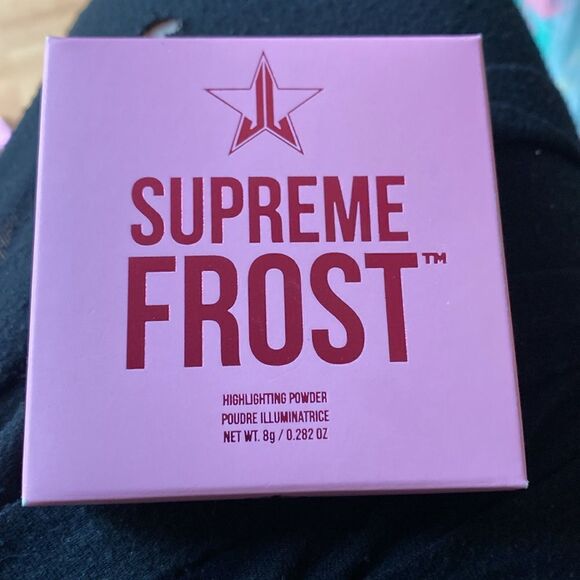 SUPREME
FROST™
HIGHLIGHTING POWDER
POUDRE ILLUMINATRICE
NET WT. 8g / 0.282 OZ